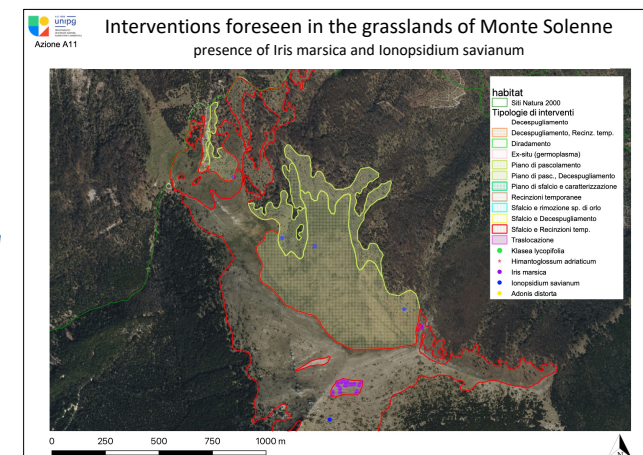 unipg
Azione A11
Interventions foreseen in the grasslands of Monte Solenne
presence of Iris marsica and Ionopsidium savianum
habitat
Siti Natura 2000
Tipologie di interventi
Decespugliamento
Decespugliamento, Recinz. temp.
Diradamento
Ex-situ (germoplasma)
Piano di pascolamento
Piano di pasc., Decespugliamento
Piano di sfalcio e caratterizzazione
Recinzioni temporanee
Sfalcio e rimozione sp. di orlo
Sfalcio e Decespugliamento
Sfalcio e Recinzioni temp.
Traslocazione
Klasea lycopifolia
Himantoglossum adriaticum
Iris marsica
Ionopsidium savianum
Adonis distorta
0 250 500 750 1000 m
N